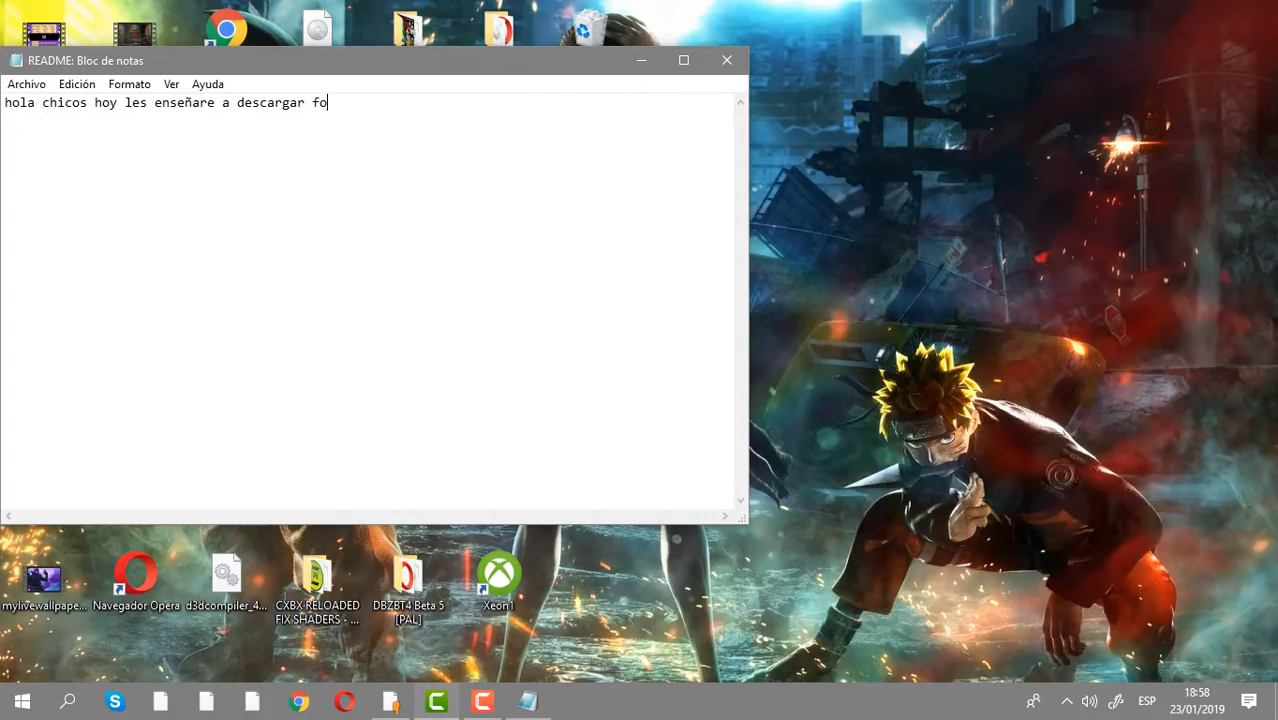 README: Bloc de notas
Archivo Edición Formato Ver Ayuda
hola chicos hoy les enseñare a descargar fo
mylivewallpape... Navegador Opera d3dcompiler_4... CXBX RELOADED DBZBT4 Beta 5 Xeon1
FIX SHADERS - ... [PAL]
ESP
18:58
23/01/2019